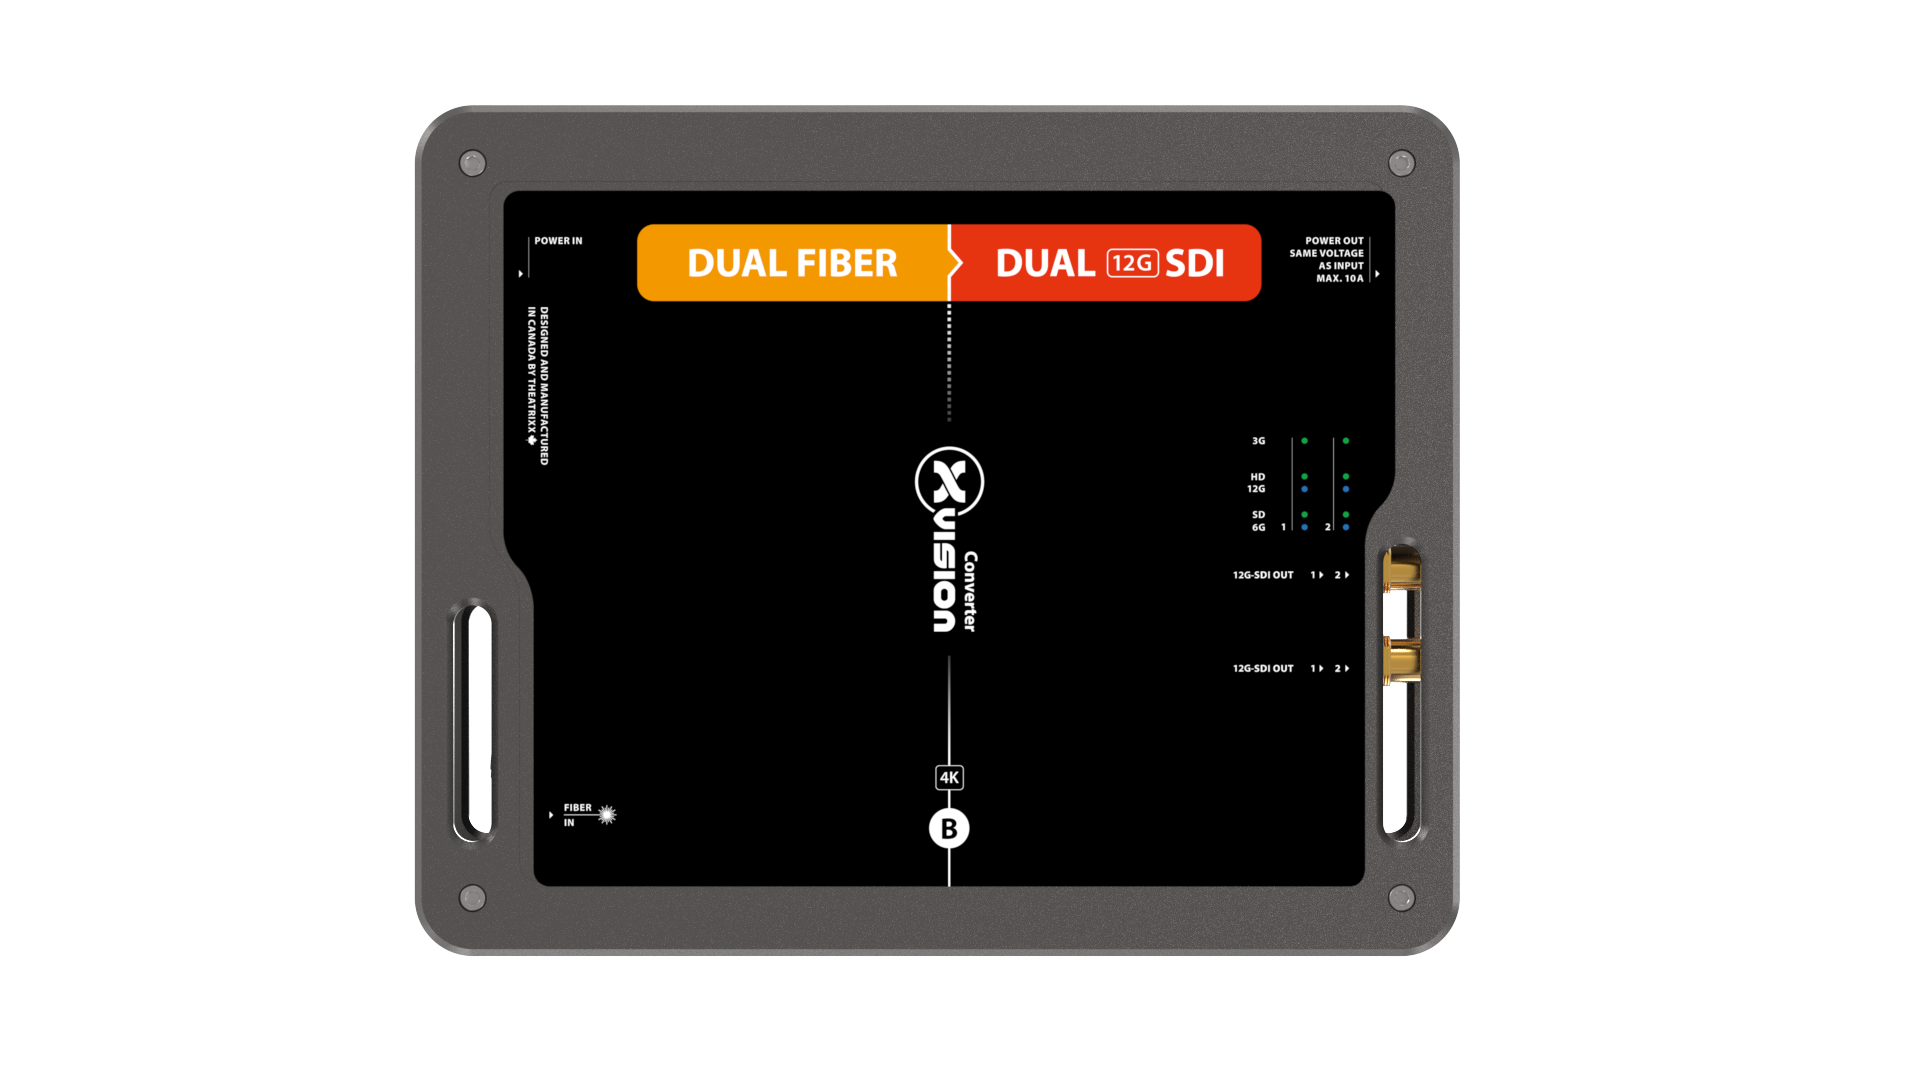 DUAL FIBER
DUAL 12G SDI
POWER IN
POWER OUT
SAME VOLTAGE
AS INPUT
MAX. 10A
DESIGNED AND MANUFACTURED
IN CANADA BY THEATRIXX
3G
HD
12G
SD
6G 1 2
X VISION
Converter
12G-SDI OUT 1 2
12G-SDI OUT 1 2
4K
B
FIBER
IN